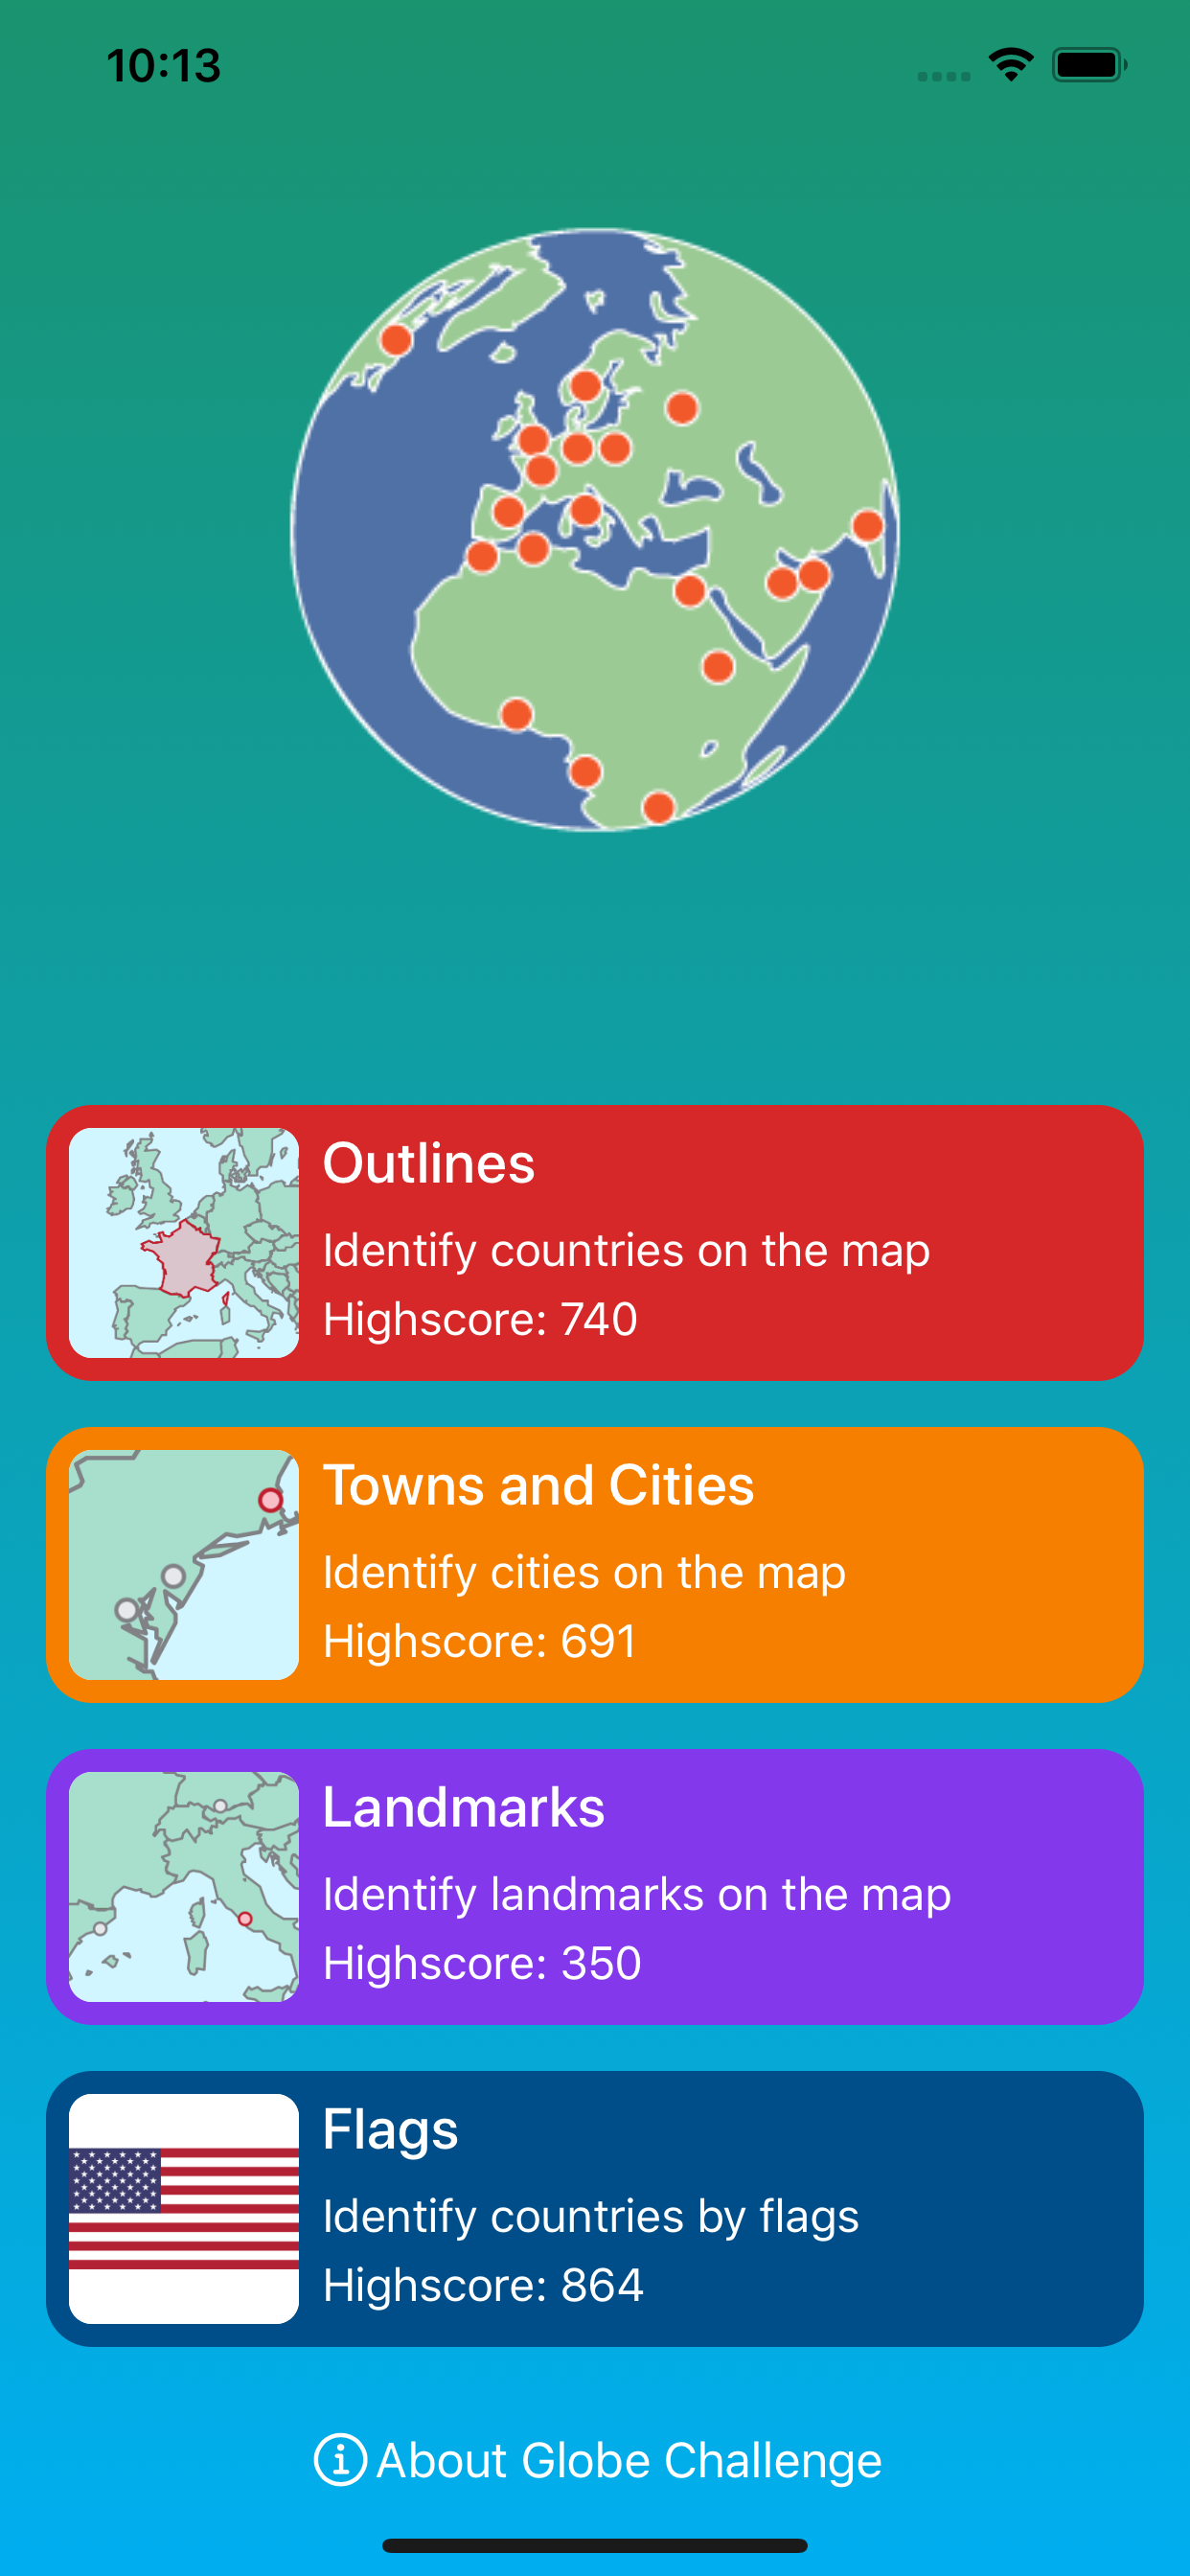 10:13
Outlines
Identify countries on the map
Highscore: 740
Towns and Cities
Identify cities on the map
Highscore: 691
Landmarks
Identify landmarks on the map
Highscore: 350
Flags
Identify countries by flags
Highscore: 864
About Globe Challenge